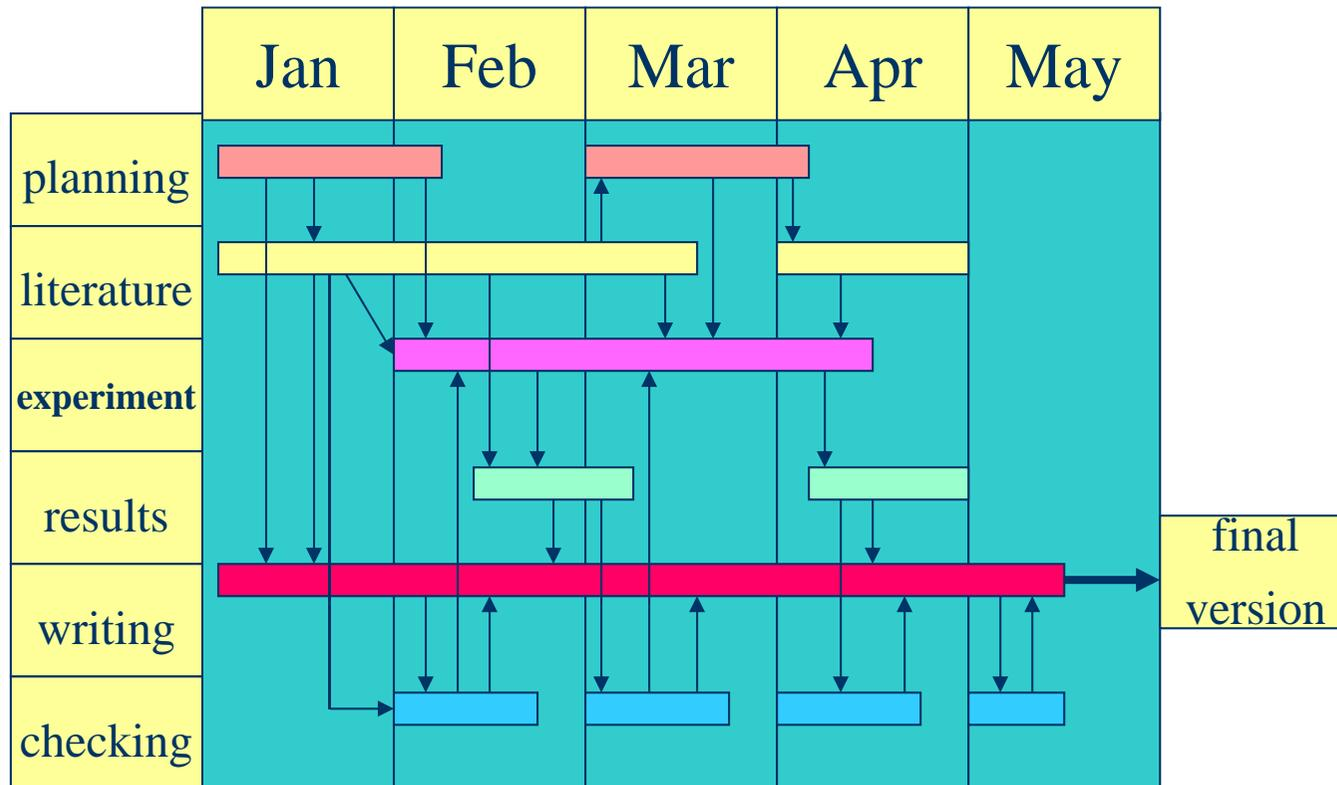 Jan Feb Mar Apr May
planning
literature
experiment
results
final
version
writing
checking